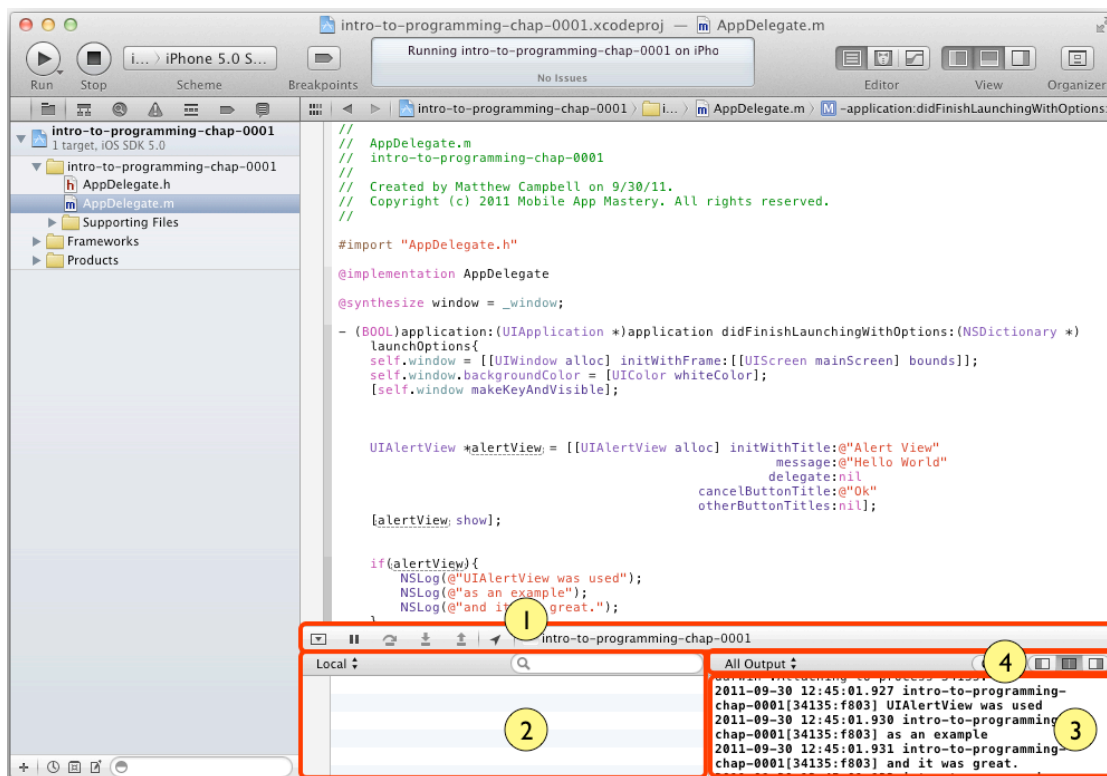 intro-to-programming-chap-0001.xcodeproj — AppDelegate.m
i... iPhone 5.0 S...
Running intro-to-programming-chap-0001 on iPho
No Issues
Run Stop Scheme Breakpoints Editor View Organizer
intro-to-programming-chap-0001 i... AppDelegate.m M -application:didFinishLaunchingWithOptions:
intro-to-programming-chap-0001
1 target, iOS SDK 5.0
intro-to-programming-chap-0001
h AppDelegate.h
m AppDelegate.m
Supporting Files
Frameworks
Products
//
// AppDelegate.m
// intro-to-programming-chap-0001
//
// Created by Matthew Campbell on 9/30/11.
// Copyright (c) 2011 Mobile App Mastery. All rights reserved.
//
#import "AppDelegate.h"
@implementation AppDelegate
@synthesize window = _window;
- (BOOL)application:(UIApplication *)application didFinishLaunchingWithOptions:(NSDictionary *)
launchOptions{
self.window = [[UIWindow alloc] initWithFrame:[[UIScreen mainScreen] bounds]];
self.window.backgroundColor = [UIColor whiteColor];
[self.window makeKeyAndVisible];
UIAlertView *alertView = [[UIAlertView alloc] initWithTitle:@"Alert View"
message:@"Hello World"
delegate:nil
cancelButtonTitle:@"Ok"
otherButtonTitles:nil];
[alertView show];
if(alertView){
NSLog(@"UIAlertView was used");
NSLog(@"as an example");
NSLog(@"and it great.");
}
1
intro-to-programming-chap-0001
Local
2
All Output
4
2011-09-30 12:45:01.927 intro-to-programming-
chap-0001[34135:f803] UIAlertView was used
2011-09-30 12:45:01.930 intro-to-programming-
chap-0001[34135:f803] as an example
2011-09-30 12:45:01.931 intro-to-programming-
chap-0001[34135:f803] and it was great.
3